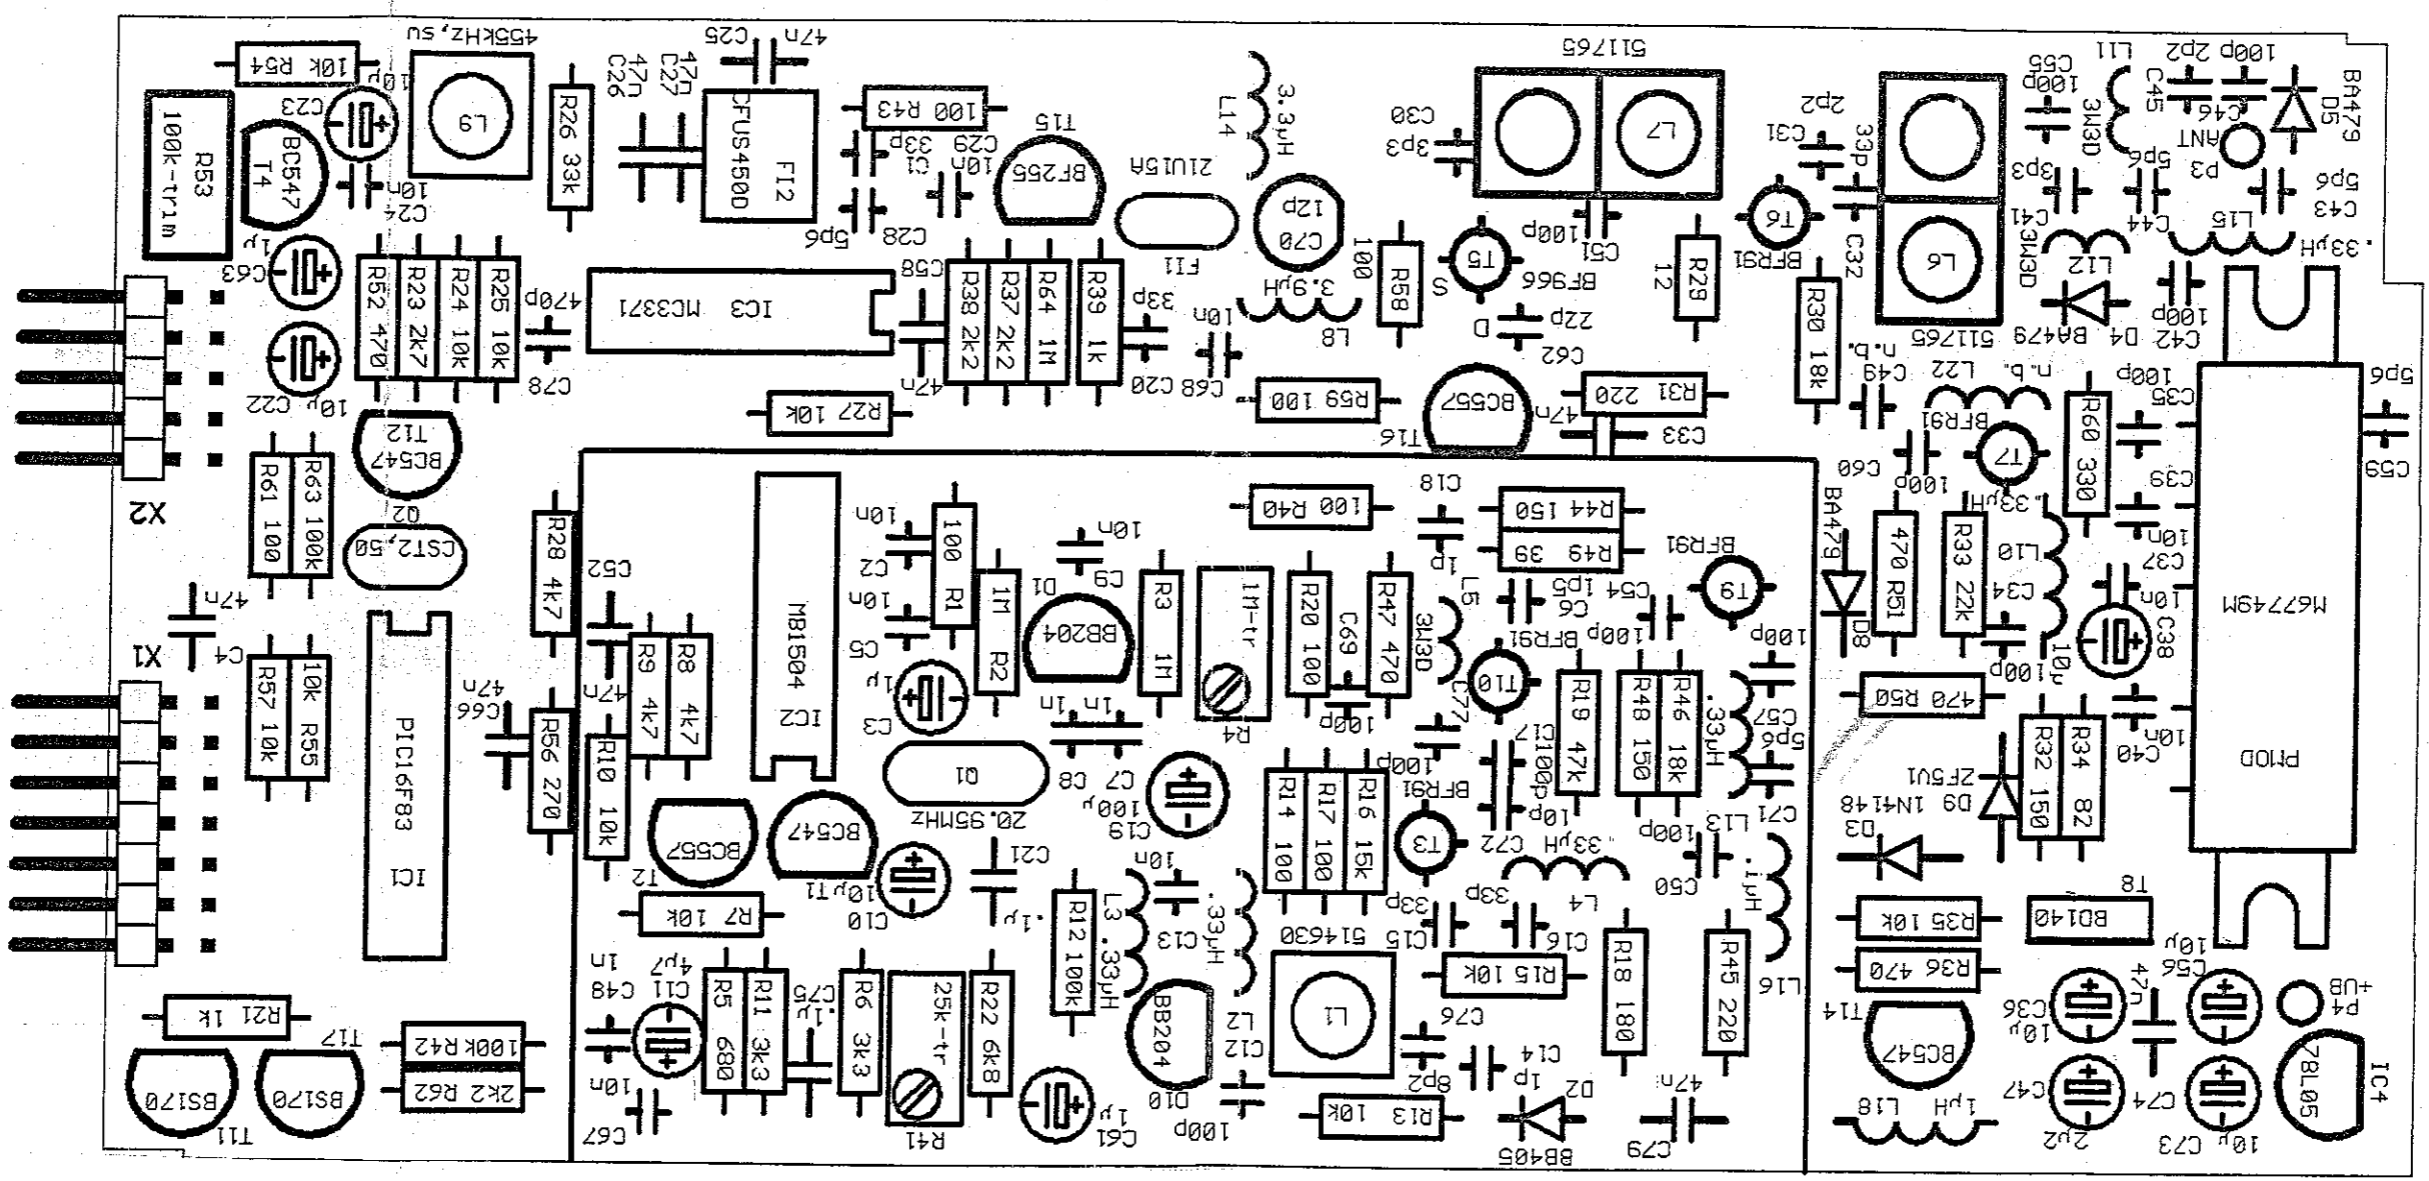 R54 10k
10µ
C23
455kHz,su
L9
R53
100k-trim
BC547
T4
10n
C24
1µ
C63
C22
10µ
R26 33k
47n
C26
47n
C27
C25
47n
CFUS450D
FI2
100 R43
33p
C1
C29
10n
5p6
C28
T15
BF255
21U15A
FI1
L14
3.3µH
12p
C70
3.9µH
L8
100
R58
C30
3p3
511765
L7
T5
BF966
S
D
C51
100p
22p
C62
R29
12
T6
BFR91
2p2
C31
33p
C32
R30 18k
L6
511765
C55
100p
3W3D
L11
C45
2p2
100p
C46
ANT
P3
BA479
D5
3p3
C41
5p6
C44
3W3D
L12
L15
5p6
C43
.33µH
BA479
D4
C42
100p
R52 470
R23 2k7
R24 10k
R25 10k
470p
C78
MC3371
IC3
C58
47n
R38 2k2
R37 2k2
R64 1M
R39 1k
33p
C20
10n
C68
R27 10k
R59 100
BC557
T16
220 R31
47n
C33
n.b.
C49
L22
n.b.
BFR91
T7
C60
100p
.33µH
R60 330
100p
C35
C39
10n
C37
5p6
C59
X2
T12
BC547
R61 100
R63 100k
Q2
CST2,50
47n
C4
X1
R57 10k
10k R55
PIC16F83
IC1
R28 4k7
C52
47n
R9 4k7
R8 4k7
47n
C66
R56 270
R10 10k
MB1504
IC2
10n
C2
10n
C5
100 R1
1M R2
1µ
C3
10n
C9
D1
BB204
1n
C8
1n
C7
R3 1M
1M-tr
R4
100 R40
R20 100
C69
100p
R47 470
C18
1p
R44 150
R49 39
L5
3W3D
C6
1p5
BFR91
T10
C77
100p
C54
100p
BFR91
T9
100p
C57
R19 47k
R48 150
R46 18k
.33µH
5p6
C71
BA479
D8
470 R51
R33 22k
L10
C34
100p
10n
C38
10µ
470 R50
C40
10n
M67749M
PM0D
Q1
20.95MHz
BC557
T2
BC547
T1
10µ
C10
C21
.1µ
100µ
C19
R14 100
R17 100
R16 15k
BFR91
T3
C17
100p
10p
C72
.33µH
L4
100p
C50
L13
.1µH
L16
ZF5V1
D9
1N4148
D3
R32 150
R34 82
R7 10k
R12 100k
L3
.33µH
10n
C13
.33µH
L2
33p
C15
33p
C16
514630
L1
R15 10k
R18 180
R45 220
R35 10k
R36 470
BD140
T8
T14
BC547
R21 1k
BS170
T11
BS170
T17
100k R42
2k2 R62
1n
C48
4µ7
C11
10n
C67
R5 680
R11 3k3
C75
.1µ
R6 3k3
25k-tr
R41
R22 6k8
C61
1µ
BB204
D10
C12
100p
C76
8p2
C14
1p
R13 10k
D2
BB405
47n
C79
C36
10µ
47n
C74
10µ
C56
+UB
P4
C47
2µ2
C73
10µ
L18
1µH
78L05
IC4